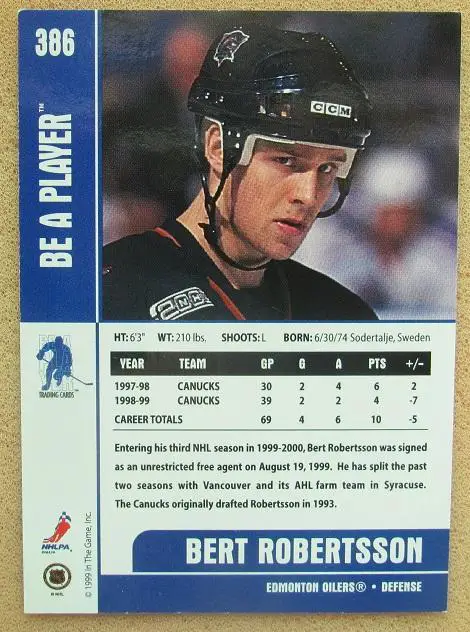 386
BE A PLAYER™
CCM
CCM
HT: 6'3" WT: 210 lbs. SHOOTS: L BORN: 6/30/74 Sodertalje, Sweden
YEAR TEAM GP G A PTS +/-
1997-98 CANUCKS 30 2 4 6 2
1998-99 CANUCKS 39 2 2 4 -7
CAREER TOTALS 69 4 6 10 -5
Entering his third NHL season in 1999-2000, Bert Robertsson was signed
as an unrestricted free agent on August 19, 1999. He has split the past
two seasons with Vancouver and its AHL farm team in Syracuse.
The Canucks originally drafted Robertsson in 1993.
BERT ROBERTSSON
EDMONTON OILERS® • DEFENSE
TRADING CARDS
NHLPA
© NHL
© 1999 In The Game, Inc.